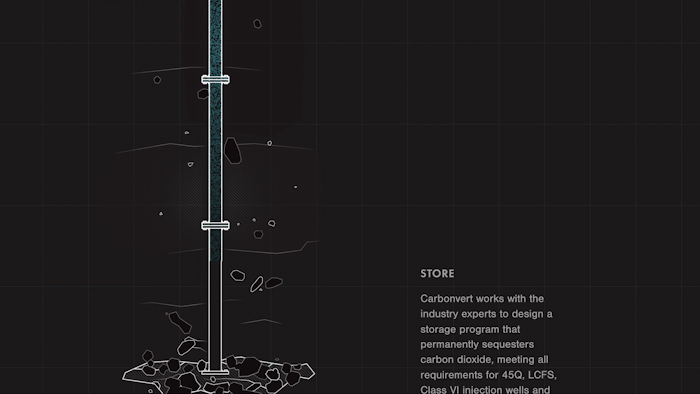 STORE
Carbonvert works with the
industry experts to design a
storage program that
permanently sequesters
carbon dioxide, meeting all
requirements for 45Q, LCFS,
Class VI injection wells and